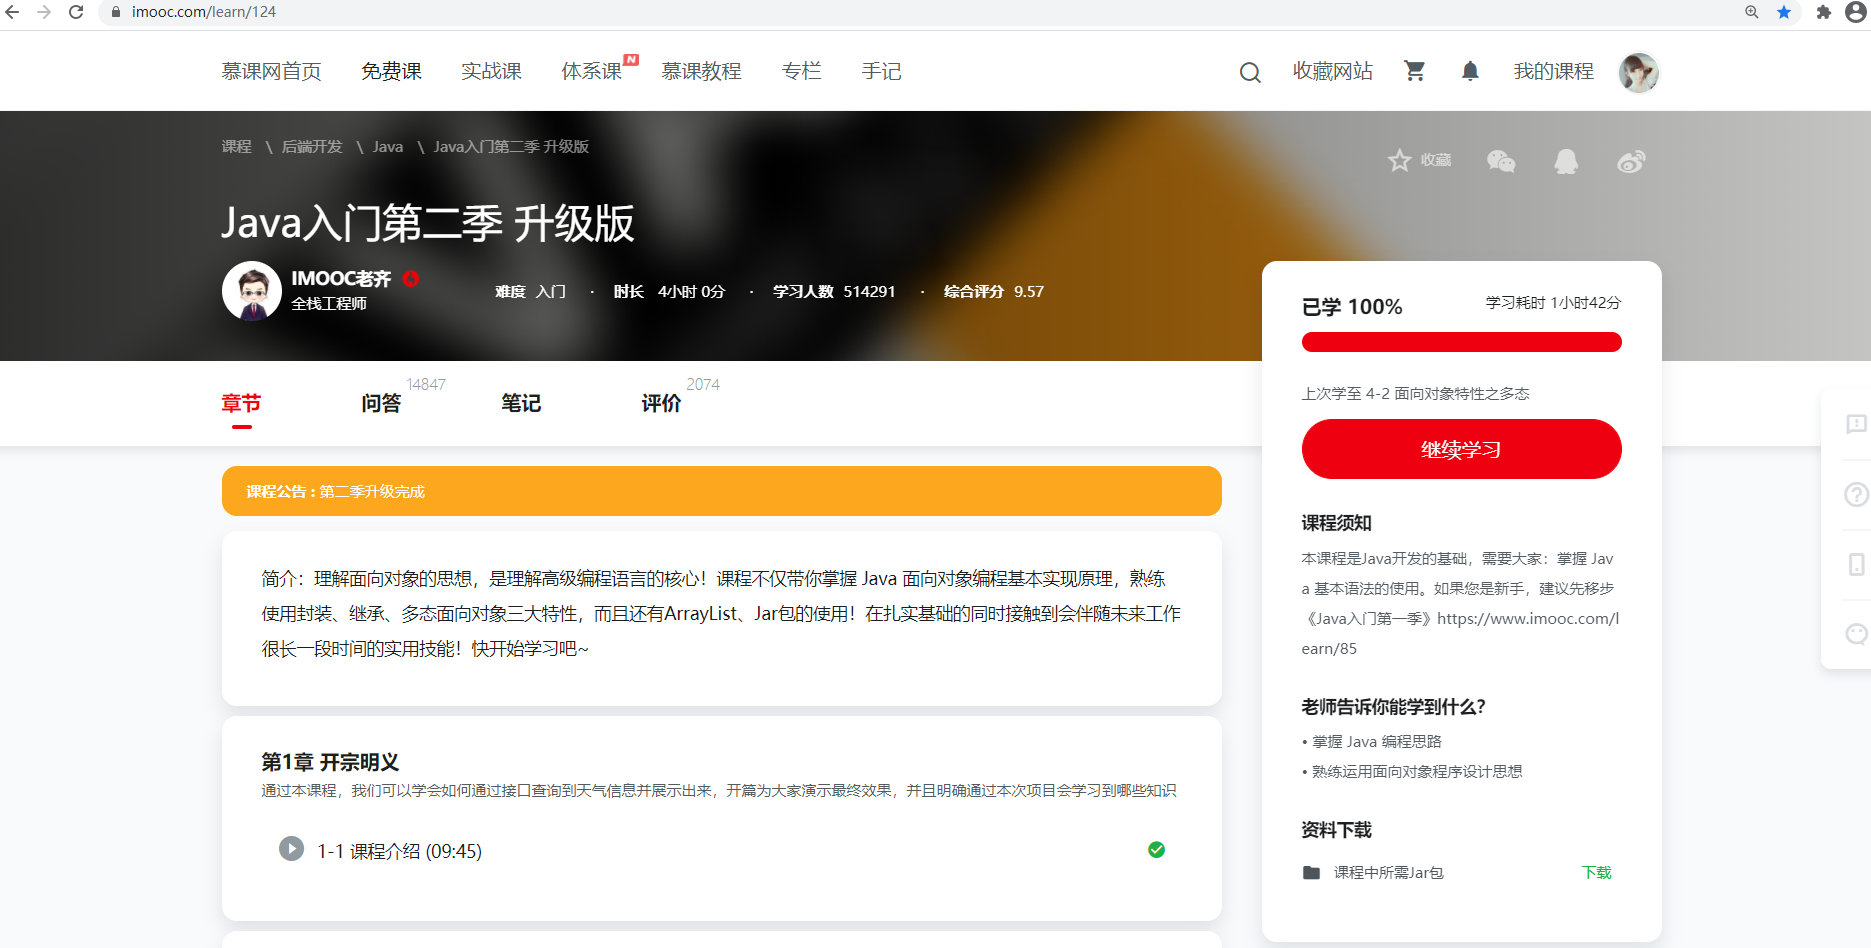 imooc.com/learn/124
慕课网首页 免费课 实战课 体系课 N 慕课教程 专栏 手记 收藏网站 我的课程
课程 \ 后端开发 \ Java \ Java入门第二季 升级版
收藏
Java入门第二季 升级版
IMOOC老齐
全栈工程师
难度 入门 · 时长 4小时 0分 · 学习人数 514291 · 综合评分 9.57
章节 问答 14847 笔记 评价 2074
课程公告 : 第二季升级完成
简介：理解面向对象的思想，是理解高级编程语言的核心！课程不仅带你掌握 Java 面向对象编程基本实现原理，熟练
使用封装、继承、多态面向对象三大特性，而且还有ArrayList、Jar包的使用！在扎实基础的同时接触到会伴随未来工作
很长一段时间的实用技能！快开始学习吧~
第1章 开宗明义
通过本课程，我们可以学会如何通过接口查询到天气信息并展示出来，开篇为大家演示最终效果，并且明确通过本次项目会学习到哪些知识
1-1 课程介绍 (09:45)
已学 100% 学习耗时 1小时42分
上次学至 4-2 面向对象特性之多态
继续学习
课程须知
本课程是Java开发的基础，需要大家：掌握 Jav
a 基本语法的使用。如果您是新手，建议先移步
《Java入门第一季》https://www.imooc.com/l
earn/85
老师告诉你能学到什么?
• 掌握 Java 编程思路
• 熟练运用面向对象程序设计思想
资料下载
课程中所需Jar包 下载